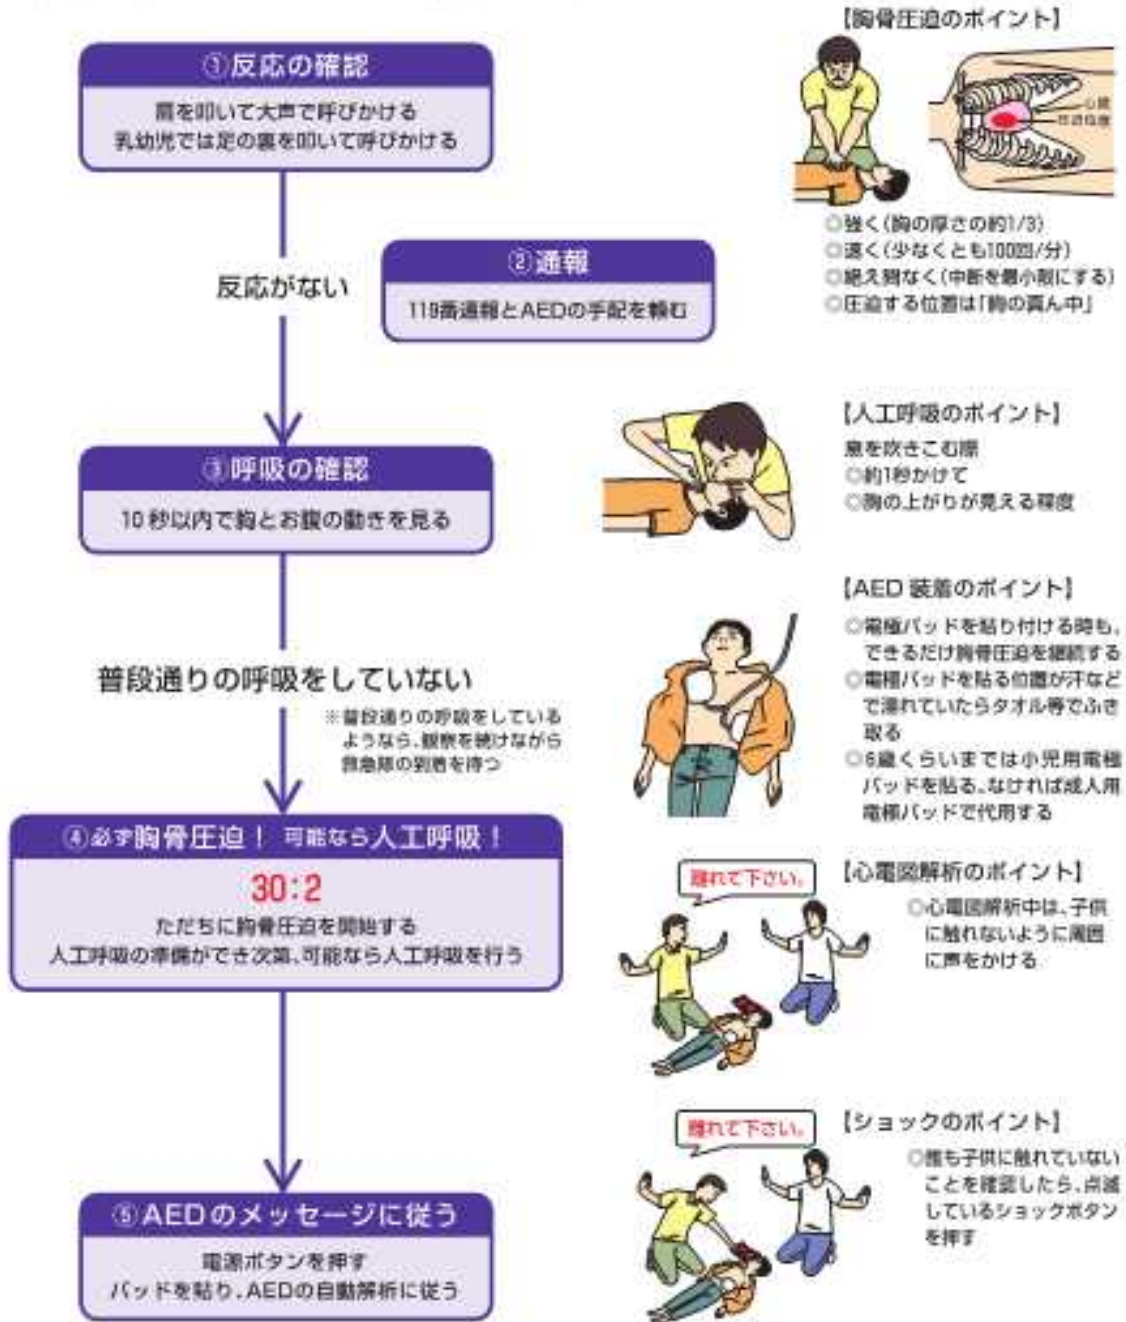 ①反応の確認
肩を叩いて大声で呼びかける
乳幼児では足の裏を叩いて呼びかける
反応がない
②通報
119番通報とAEDの手配を頼む
③呼吸の確認
10秒以内で胸とお腹の動きを見る
普段通りの呼吸をしていない
※普段通りの呼吸をしている
ようなら、観察を続けながら
救急隊の到着を待つ
④必ず胸骨圧迫！ 可能なら人工呼吸！
30：2
ただちに胸骨圧迫を開始する
人工呼吸の準備ができ次第、可能なら人工呼吸を行う
⑤AEDのメッセージに従う
電源ボタンを押す
パッドを貼り、AEDの自動解析に従う
【胸骨圧迫のポイント】
心臓
圧迫位置
◎強く（胸の厚さの約1/3）
◎速く（少なくとも100回/分）
◎絶え間なく（中断を最小限にする）
◎圧迫する位置は「胸の真ん中」
【人工呼吸のポイント】
息を吹きこむ際
◎約1秒かけて
◎胸の上がりが見える程度
【AED 装着のポイント】
◎電極パッドを貼り付ける時も、
できるだけ胸骨圧迫を継続する
◎電極パッドを貼る位置が汗など
で濡れていたらタオル等でふき
取る
◎6歳くらいまでは小児用電極
パッドを貼る、なければ成人用
電極パッドで代用する
離れて下さい。
【心電図解析のポイント】
◎心電図解析中は、子供
に触れないように周囲
に声をかける
離れて下さい。
【ショックのポイント】
◎誰も子供に触れていない
ことを確認したら、点滅
しているショックボタン
を押す